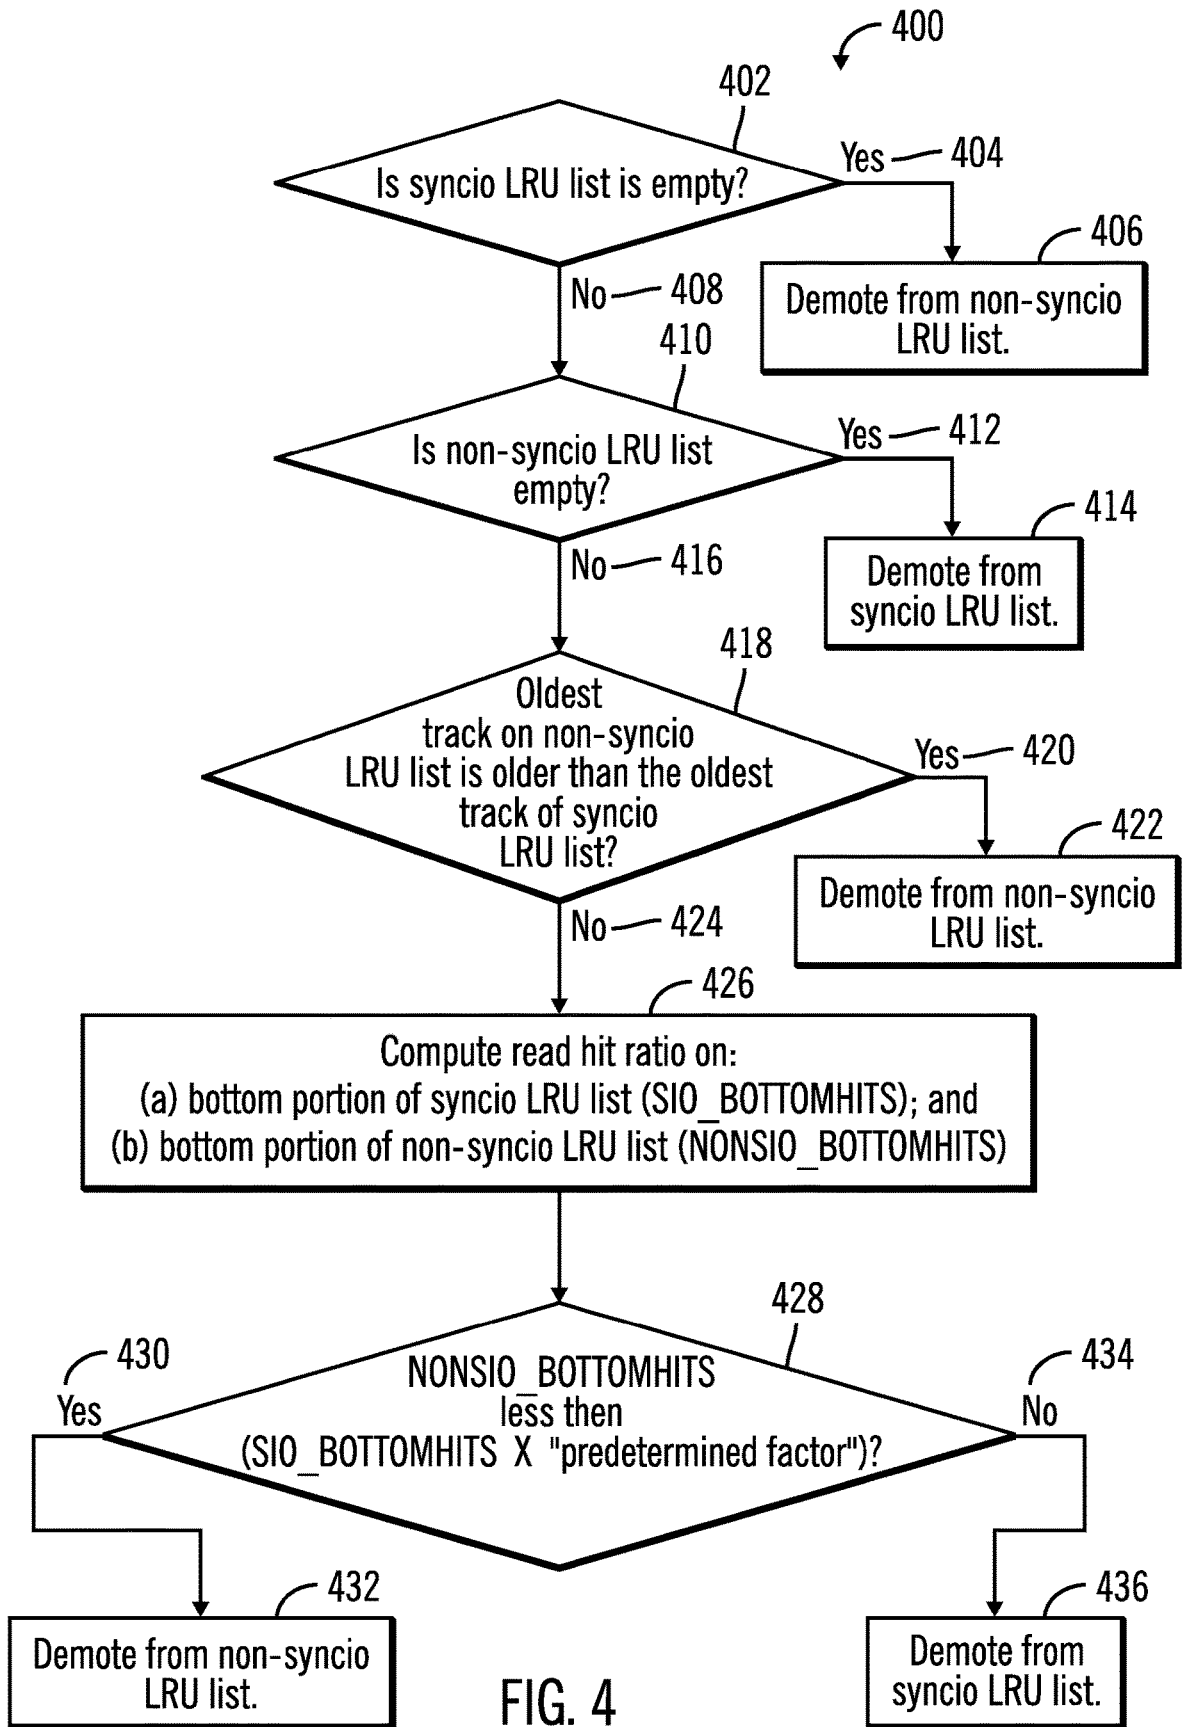 400
402
Is syncio LRU list is empty?
Yes 404
406
Demote from non-syncio
LRU list.
No 408
410
Is non-syncio LRU list
empty?
Yes 412
414
Demote from
syncio LRU list.
No 416
418
Oldest
track on non-syncio
LRU list is older than the oldest
track of syncio
LRU list?
Yes 420
422
Demote from non-syncio
LRU list.
No 424
426
Compute read hit ratio on:
(a) bottom portion of syncio LRU list (SIO_BOTTOMHITS); and
(b) bottom portion of non-syncio LRU list (NONSIO_BOTTOMHITS)
428
NONSIO_BOTTOMHITS
less then
(SIO_BOTTOMHITS X "predetermined factor")?
430
Yes
434
No
432
Demote from non-syncio
LRU list.
436
Demote from
syncio LRU list.
FIG. 4